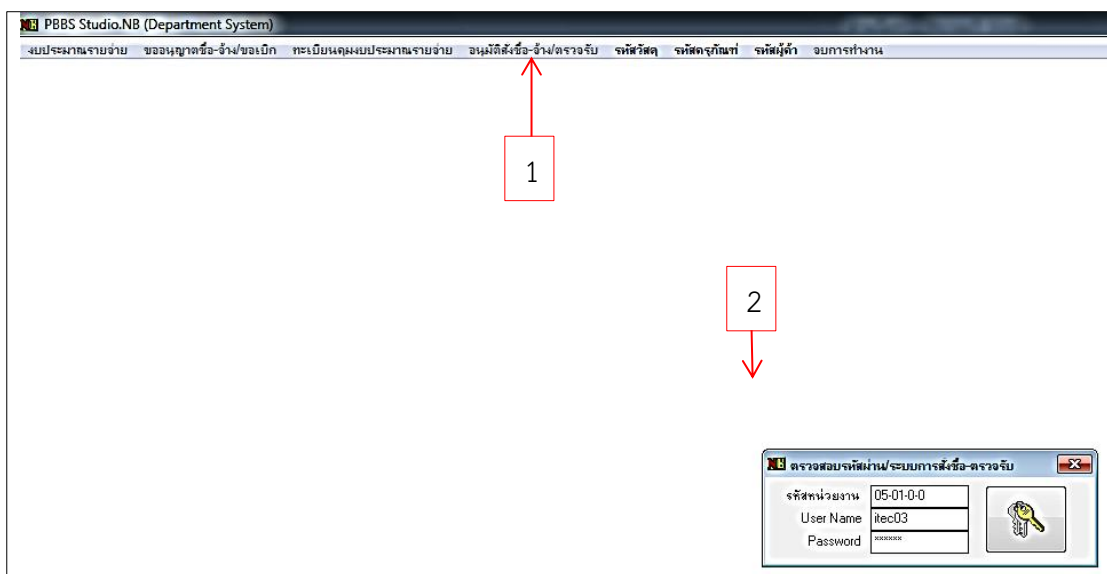 PBBS Studio.NB (Department System)
งบประมาณรายจ่าย ขออนุญาตซื้อ-จ้าง/ขอเบิก ทะเบียนคุมงบประมาณรายจ่าย อนุมัติสั่งซื้อ-จ้าง/ตรวจรับ รหัสวัสดุ รหัสครุภัณฑ์ รหัสผู้ค้า จบการทำงาน
1
2
ตรวจสอบรหัสผ่าน/ระบบการสั่งซื้อ-ตรวจรับ
รหัสหน่วยงาน 05-01-0-0
User Name itec03
Password ××××××